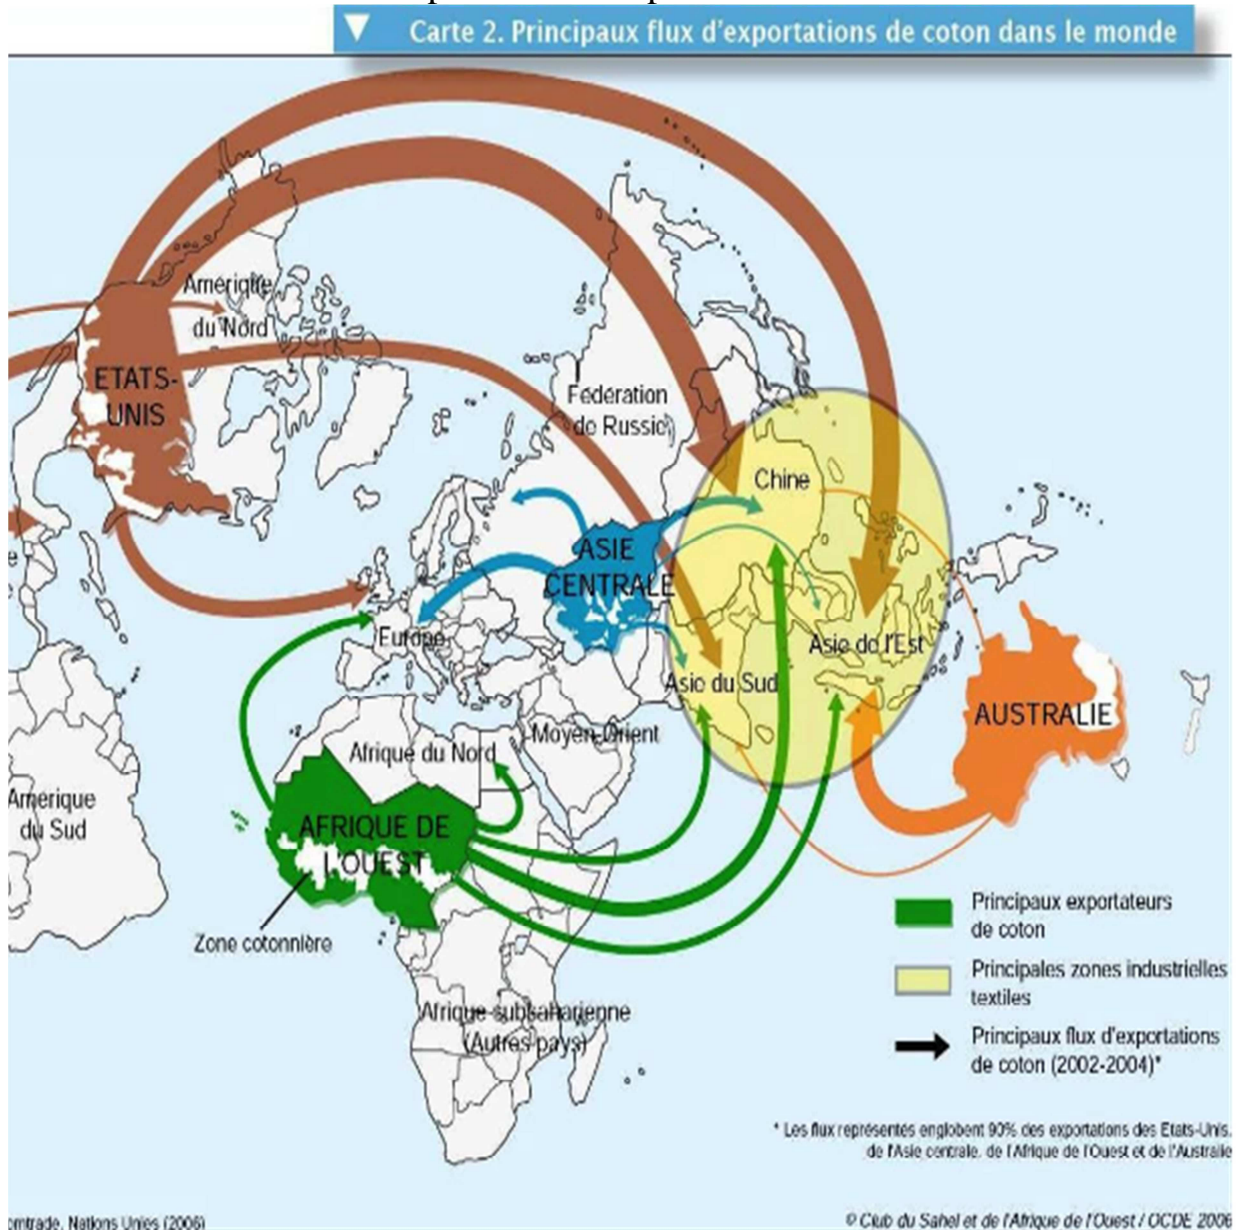 Carte 2. Principaux flux d'exportations de coton dans le monde
Amérique
du Nord
ETATS-
UNIS
Fédération
de Russie
Chine
ASIE
CENTRALE
Europe
Asie de l'Est
Asie du Sud
AUSTRALIE
Moyen-Orient
Afrique du Nord
Amérique
du Sud
AFRIQUE DE
L'OUEST
Zone cotonnière
Afrique subsaharienne
(Autres pays)
Principaux exportateurs
de coton
Principales zones industrielles
textiles
Principaux flux d'exportations
de coton (2002-2004)*
* Les flux représentés englobent 90% des exportations des Etats-Unis,
de l'Asie centrale, de l'Afrique de l'Ouest et de l'Australie
omtrade, Nations Unies (2006)
© Club du Sahel et de l'Afrique de l'Ouest / OCDE 2006